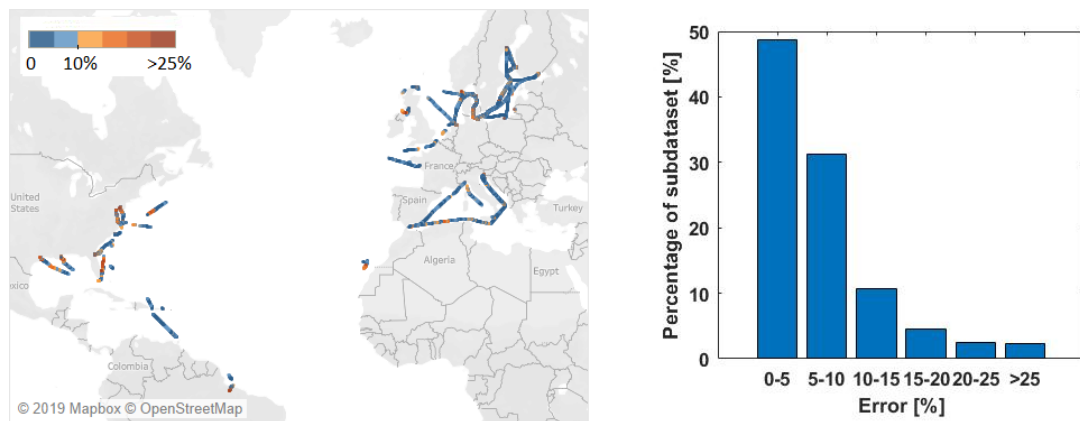 0 10% >25%
United
States
exico
Colombia
France
Spain
Turkey
Algeria
Egypt
© 2019 Mapbox © OpenStreetMap
Percentage of subdataset [%]
50
40
30
20
10
0
0-5 5-10 10-15 15-20 20-25 >25
Error [%]